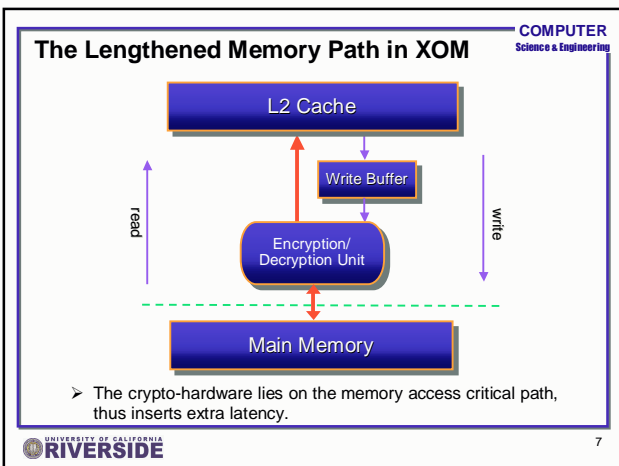 COMPUTER
Science & Engineering
The Lengthened Memory Path in XOM
L2 Cache
Write Buffer
read
write
Encryption/
Decryption Unit
Main Memory
➢ The crypto-hardware lies on the memory access critical path,
thus inserts extra latency.
UNIVERSITY OF CALIFORNIA
RIVERSIDE
7